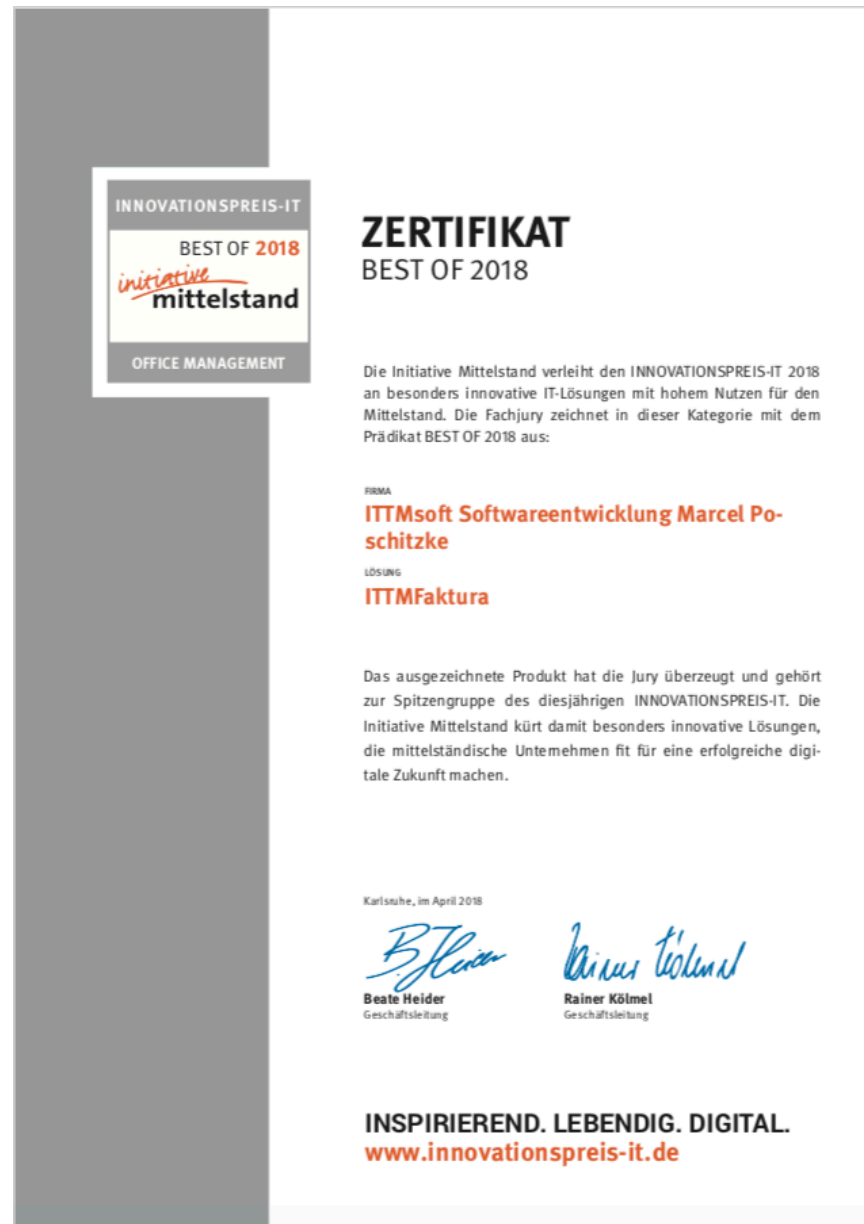 INNOVATIONSPREIS-IT
BEST OF 2018
initiative
mittelstand
OFFICE MANAGEMENT
ZERTIFIKAT
BEST OF 2018
Die Initiative Mittelstand verleiht den INNOVATIONSPREIS-IT 2018
an besonders innovative IT-Lösungen mit hohem Nutzen für den
Mittelstand. Die Fachjury zeichnet in dieser Kategorie mit dem
Prädikat BEST OF 2018 aus:
FIRMA
ITTMsoft Softwareentwicklung Marcel Po-
schitzke
LÖSUNG
ITTMFaktura
Das ausgezeichnete Produkt hat die Jury überzeugt und gehört
zur Spitzengruppe des diesjährigen INNOVATIONSPREIS-IT. Die
Initiative Mittelstand kürt damit besonders innovative Lösungen,
die mittelständische Unternehmen fit für eine erfolgreiche digi-
tale Zukunft machen.
Karlsruhe, im April 2018
B. Heider
Rainer Kölmel
Beate Heider
Rainer Kölmel
Geschäftsleitung
Geschäftsleitung
INSPIRIEREND. LEBENDIG. DIGITAL.
www.innovationspreis-it.de